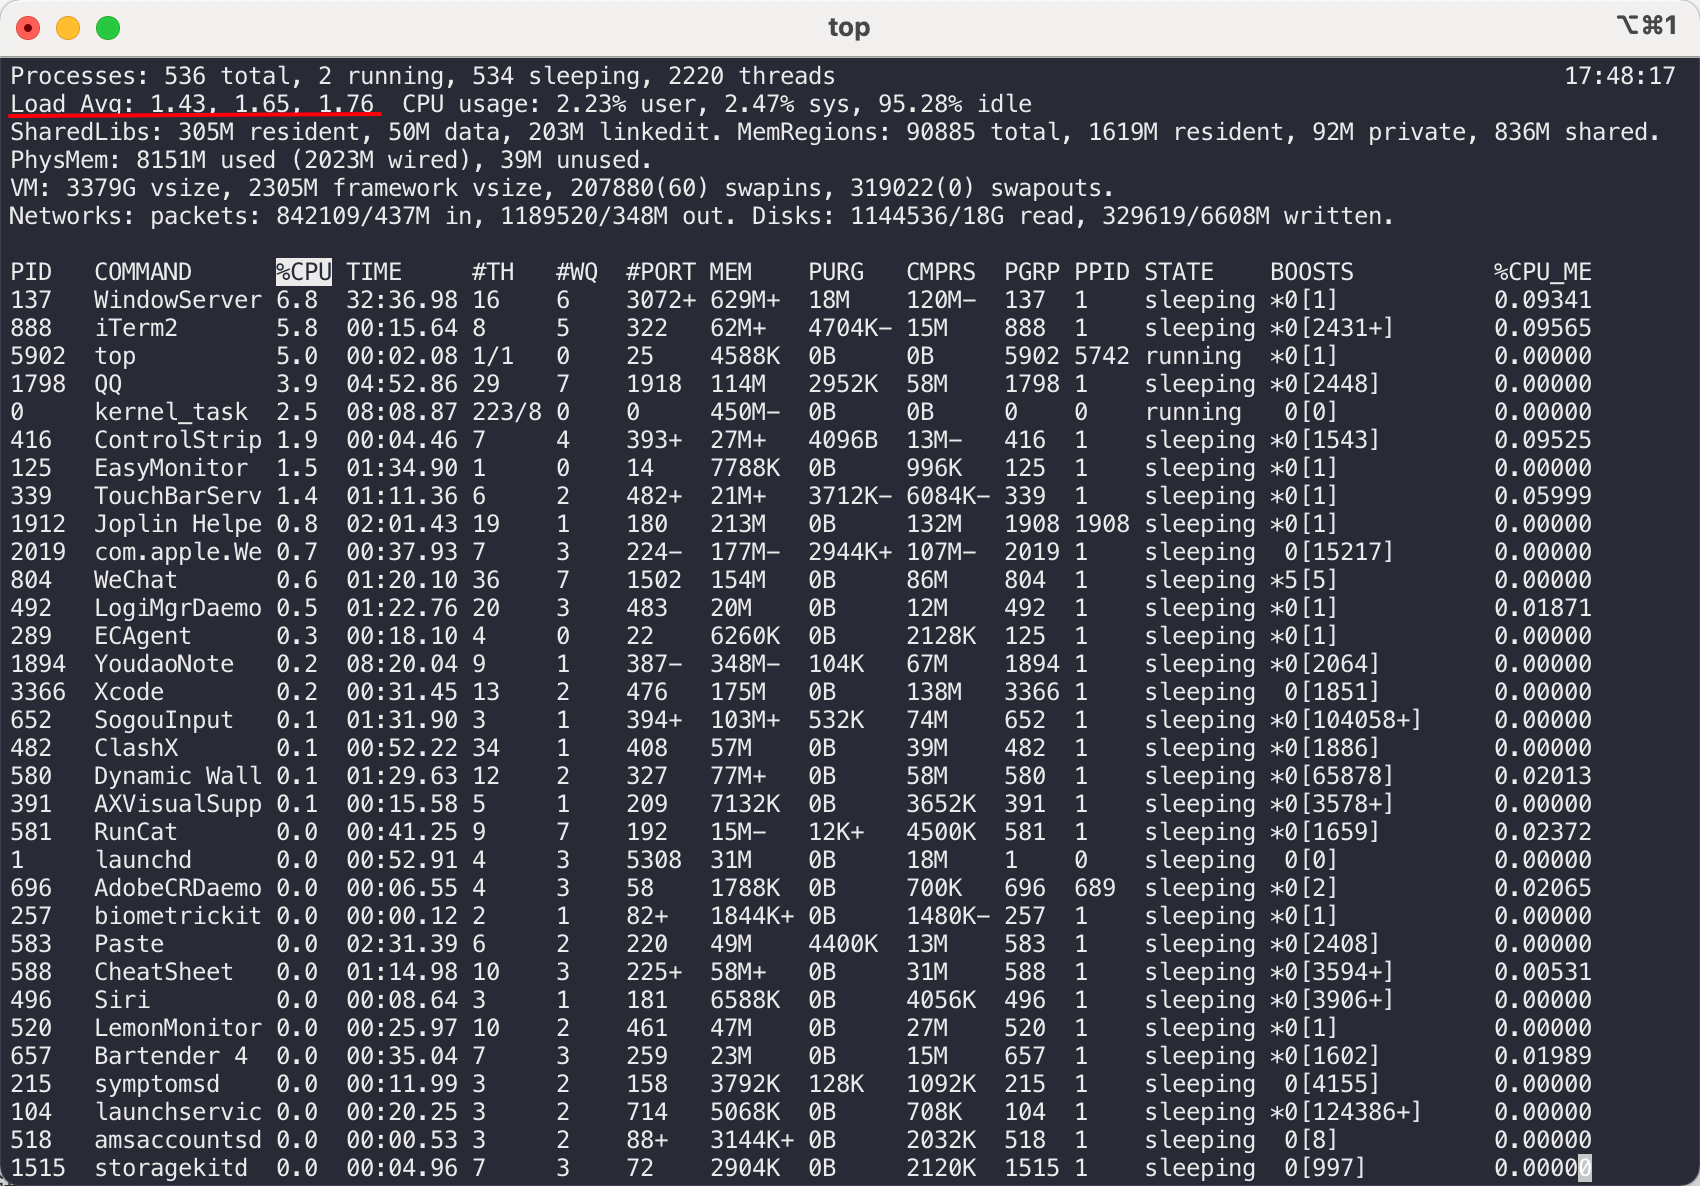 top
⌥⌘1
Processes: 536 total, 2 running, 534 sleeping, 2220 threads 17:48:17
Load Avg: 1.43, 1.65, 1.76 CPU usage: 2.23% user, 2.47% sys, 95.28% idle
SharedLibs: 305M resident, 50M data, 203M linkedit. MemRegions: 90885 total, 1619M resident, 92M private, 836M shared.
PhysMem: 8151M used (2023M wired), 39M unused.
VM: 3379G vsize, 2305M framework vsize, 207880(60) swapins, 319022(0) swapouts.
Networks: packets: 842109/437M in, 1189520/348M out. Disks: 1144536/18G read, 329619/6608M written.
PID COMMAND %CPU TIME #TH #WQ #PORT MEM PURG CMPRS PGRP PPID STATE BOOSTS %CPU_ME
137 WindowServer 6.8 32:36.98 16 6 3072+ 629M+ 18M 120M- 137 1 sleeping *0[1] 0.09341
888 iTerm2 5.8 00:15.64 8 5 322 62M+ 4704K- 15M 888 1 sleeping *0[2431+] 0.09565
5902 top 5.0 00:02.08 1/1 0 25 4588K 0B 0B 5902 5742 running *0[1] 0.00000
1798 QQ 3.9 04:52.86 29 7 1918 114M 2952K 58M 1798 1 sleeping *0[2448] 0.00000
0 kernel_task 2.5 08:08.87 223/8 0 0 450M- 0B 0B 0 0 running 0[0] 0.00000
416 ControlStrip 1.9 00:04.46 7 4 393+ 27M+ 4096B 13M- 416 1 sleeping *0[1543] 0.09525
125 EasyMonitor 1.5 01:34.90 1 0 14 7788K 0B 996K 125 1 sleeping *0[1] 0.00000
339 TouchBarServ 1.4 01:11.36 6 2 482+ 21M+ 3712K- 6084K- 339 1 sleeping *0[1] 0.05999
1912 Joplin Helpe 0.8 02:01.43 19 1 180 213M 0B 132M 1908 1908 sleeping *0[1] 0.00000
2019 com.apple.We 0.7 00:37.93 7 3 224- 177M- 2944K+ 107M- 2019 1 sleeping 0[15217] 0.00000
804 WeChat 0.6 01:20.10 36 7 1502 154M 0B 86M 804 1 sleeping *5[5] 0.00000
492 LogiMgrDaemo 0.5 01:22.76 20 3 483 20M 0B 12M 492 1 sleeping *0[1] 0.01871
289 ECAgent 0.3 00:18.10 4 0 22 6260K 0B 2128K 125 1 sleeping *0[1] 0.00000
1894 YoudaoNote 0.2 08:20.04 9 1 387- 348M- 104K 67M 1894 1 sleeping *0[2064] 0.00000
3366 Xcode 0.2 00:31.45 13 2 476 175M 0B 138M 3366 1 sleeping 0[1851] 0.00000
652 SogouInput 0.1 01:31.90 3 1 394+ 103M+ 532K 74M 652 1 sleeping *0[104058+] 0.00000
482 ClashX 0.1 00:52.22 34 1 408 57M 0B 39M 482 1 sleeping *0[1886] 0.00000
580 Dynamic Wall 0.1 01:29.63 12 2 327 77M+ 0B 58M 580 1 sleeping *0[65878] 0.02013
391 AXVisualSupp 0.1 00:15.58 5 1 209 7132K 0B 3652K 391 1 sleeping *0[3578+] 0.00000
581 RunCat 0.0 00:41.25 9 7 192 15M- 12K+ 4500K 581 1 sleeping *0[1659] 0.02372
1 launchd 0.0 00:52.91 4 3 5308 31M 0B 18M 1 0 sleeping 0[0] 0.00000
696 AdobeCRDaemo 0.0 00:06.55 4 3 58 1788K 0B 700K 696 689 sleeping *0[2] 0.02065
257 biometrickit 0.0 00:00.12 2 1 82+ 1844K+ 0B 1480K- 257 1 sleeping *0[1] 0.00000
583 Paste 0.0 02:31.39 6 2 220 49M 4400K 13M 583 1 sleeping *0[2408] 0.00000
588 CheatSheet 0.0 01:14.98 10 3 225+ 58M+ 0B 31M 588 1 sleeping *0[3594+] 0.00531
496 Siri 0.0 00:08.64 3 1 181 6588K 0B 4056K 496 1 sleeping *0[3906+] 0.00000
520 LemonMonitor 0.0 00:25.97 10 2 461 47M 0B 27M 520 1 sleeping *0[1] 0.00000
657 Bartender 4 0.0 00:35.04 7 3 259 23M 0B 15M 657 1 sleeping *0[1602] 0.01989
215 symptomsd 0.0 00:11.99 3 2 158 3792K 128K 1092K 215 1 sleeping 0[4155] 0.00000
104 launchservic 0.0 00:20.25 3 2 714 5068K 0B 708K 104 1 sleeping *0[124386+] 0.00000
518 amsaccountsd 0.0 00:00.53 3 2 88+ 3144K+ 0B 2032K 518 1 sleeping 0[8] 0.00000
1515 storagekitd 0.0 00:04.96 7 3 72 2904K 0B 2120K 1515 1 sleeping 0[997] 0.00000